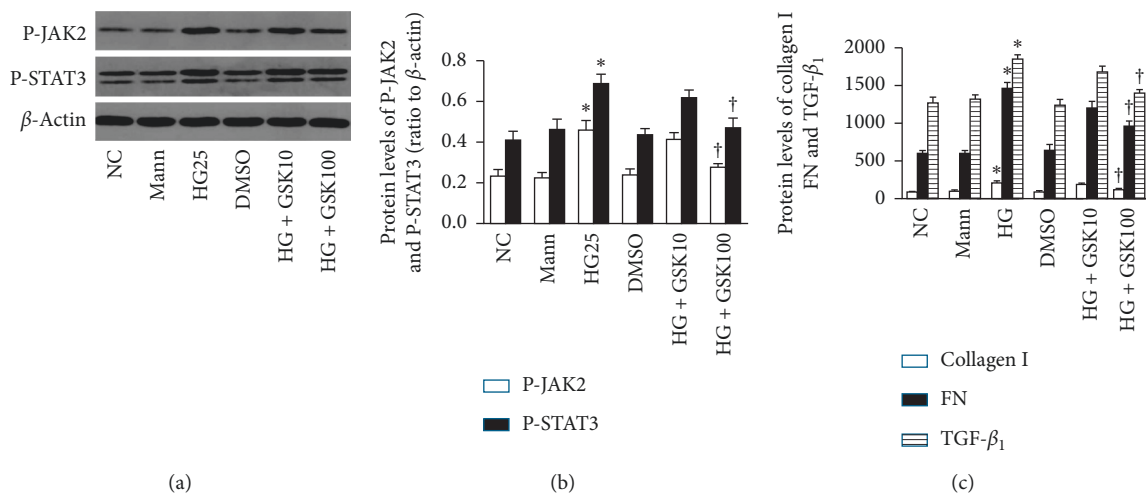 P-JAK2
P-STAT3
β-Actin
NC
Mann
HG25
DMSO
HG + GSK10
HG + GSK100
(a)
Protein levels of P-JAK2
and P-STAT3 (ratio to β-actin)
0.8
0.6
0.4
0.2
0.0
* *
† †
NC
Mann
HG25
DMSO
HG + GSK10
HG + GSK100
P-JAK2
P-STAT3
(b)
Protein levels of collagen I
FN and TGF-β₁
2000
1500
1000
500
0
* * *
† † †
NC
Mann
HG
DMSO
HG + GSK10
HG + GSK100
Collagen I
FN
TGF-β₁
(c)